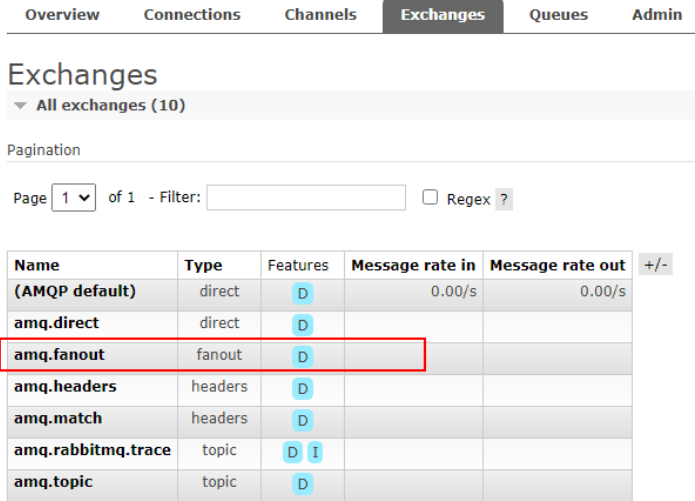 Overview Connections Channels Exchanges Queues Admin
Exchanges
All exchanges (10)
Pagination
Page 1 of 1 - Filter: Regex ?
Name Type Features Message rate in Message rate out +/-
(AMQP default) direct D 0.00/s 0.00/s
amq.direct direct D
amq.fanout fanout D
amq.headers headers D
amq.match headers D
amq.rabbitmq.trace topic D I
amq.topic topic D